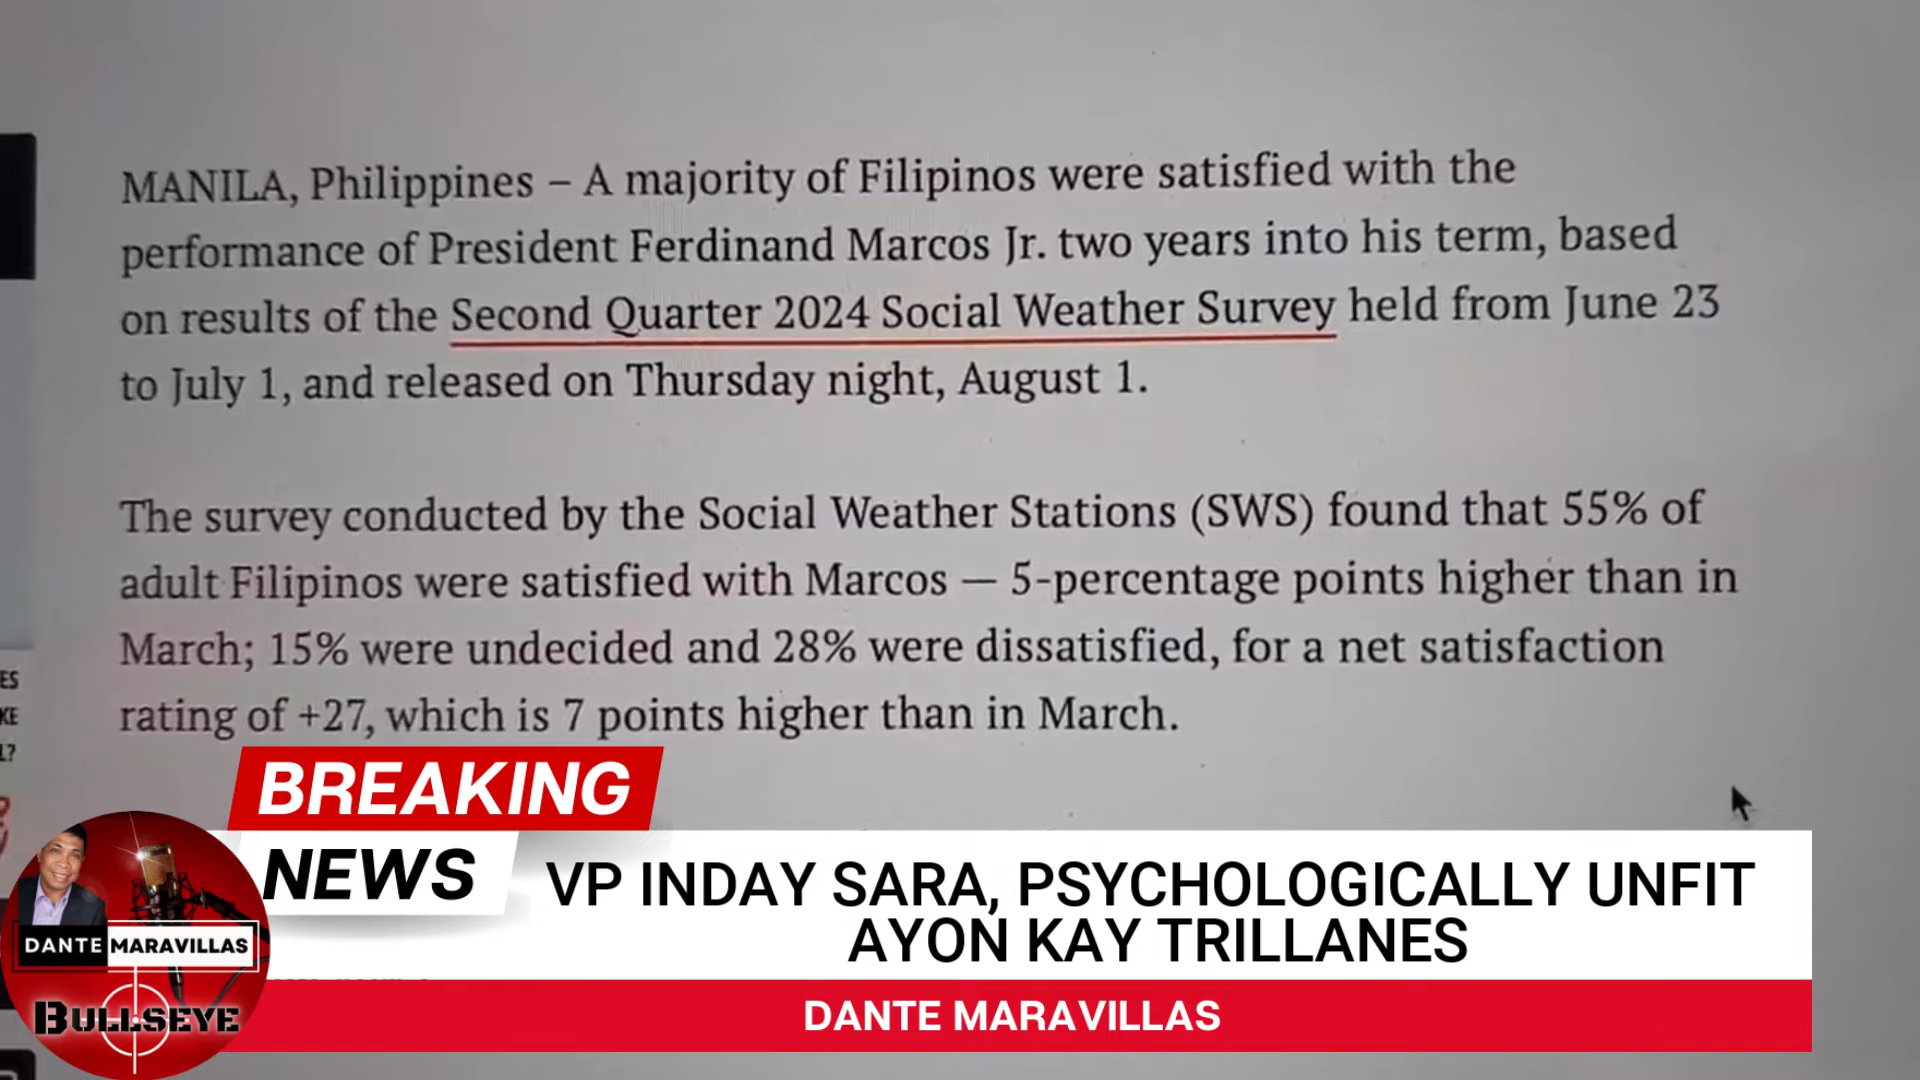 MANILA, Philippines – A majority of Filipinos were satisfied with the
performance of President Ferdinand Marcos Jr. two years into his term, based
on results of the Second Quarter 2024 Social Weather Survey held from June 23
to July 1, and released on Thursday night, August 1.
The survey conducted by the Social Weather Stations (SWS) found that 55% of
adult Filipinos were satisfied with Marcos — 5-percentage points higher than in
March; 15% were undecided and 28% were dissatisfied, for a net satisfaction
rating of +27, which is 7 points higher than in March.
ES
KE
L?
BREAKING
NEWS
VP INDAY SARA, PSYCHOLOGICALLY UNFIT
AYON KAY TRILLANES
DANTE MARAVILLAS
DANTE MARAVILLAS
BULLSEYE